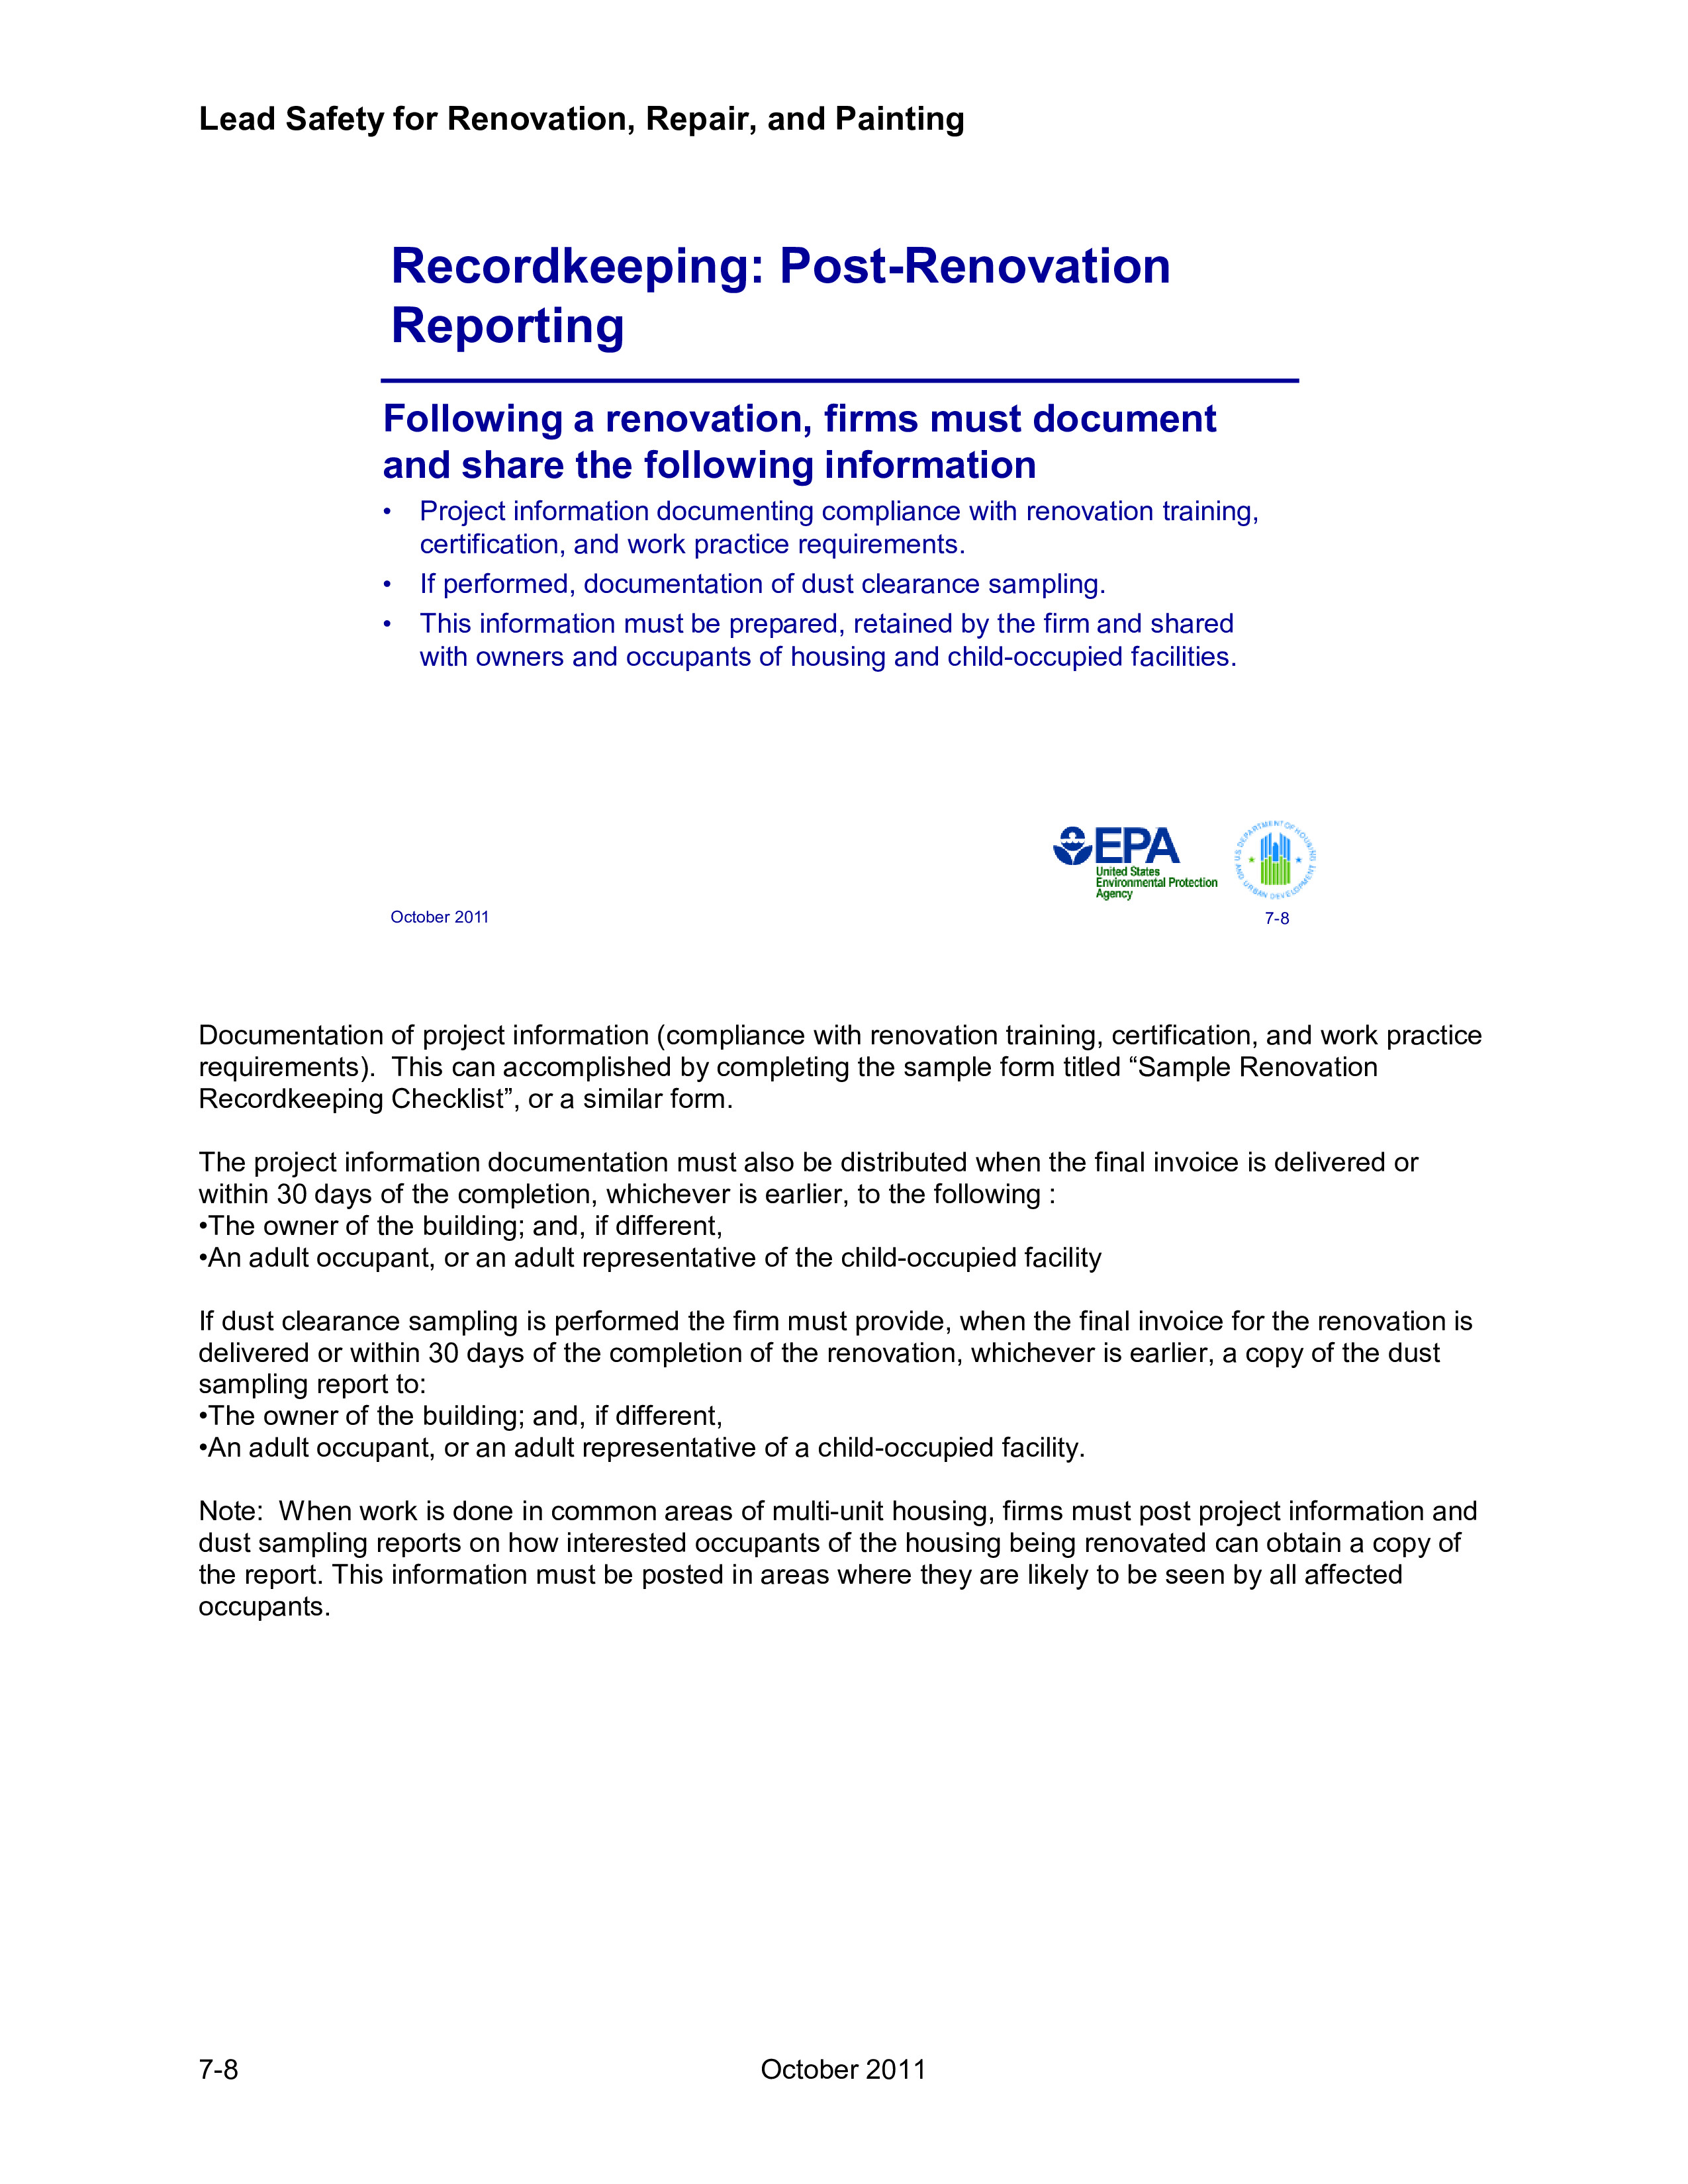 Lead Safety for Renovation, Repair, and Painting
Recordkeeping: Post-Renovation
Reporting
Following a renovation, firms must document
and share the following information
• Project information documenting compliance with renovation training,
certification, and work practice requirements.
• If performed, documentation of dust clearance sampling.
• This information must be prepared, retained by the firm and shared
with owners and occupants of housing and child-occupied facilities.
EPA
United States
Environmental Protection
Agency
U.S. DEPARTMENT OF HOUSING AND URBAN DEVELOPMENT
October 2011
7-8
Documentation of project information (compliance with renovation training, certification, and work practice
requirements).  This can accomplished by completing the sample form titled “Sample Renovation
Recordkeeping Checklist”, or a similar form.
The project information documentation must also be distributed when the final invoice is delivered or
within 30 days of the completion, whichever is earlier, to the following :
•The owner of the building; and, if different,
•An adult occupant, or an adult representative of the child-occupied facility
If dust clearance sampling is performed the firm must provide, when the final invoice for the renovation is
delivered or within 30 days of the completion of the renovation, whichever is earlier, a copy of the dust
sampling report to:
•The owner of the building; and, if different,
•An adult occupant, or an adult representative of a child-occupied facility.
Note:  When work is done in common areas of multi-unit housing, firms must post project information and
dust sampling reports on how interested occupants of the housing being renovated can obtain a copy of
the report. This information must be posted in areas where they are likely to be seen by all affected
occupants.
7-8
October 2011